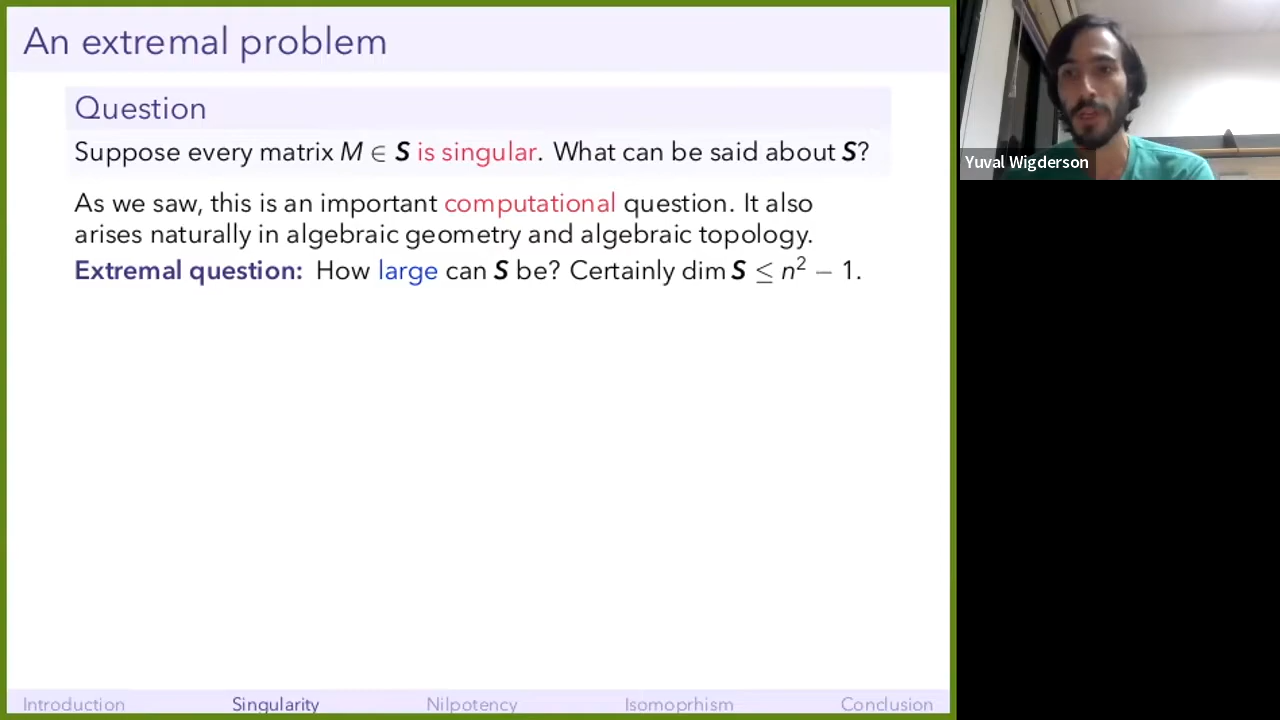 An extremal problem
Question
Suppose every matrix M ∈ S is singular. What can be said about S?
As we saw, this is an important computational question. It also
arises naturally in algebraic geometry and algebraic topology.
Extremal question: How large can S be? Certainly dim S ≤ n² − 1.
Introduction Singularity Nilpotency Isomoprhism Conclusion
Yuval Wigderson